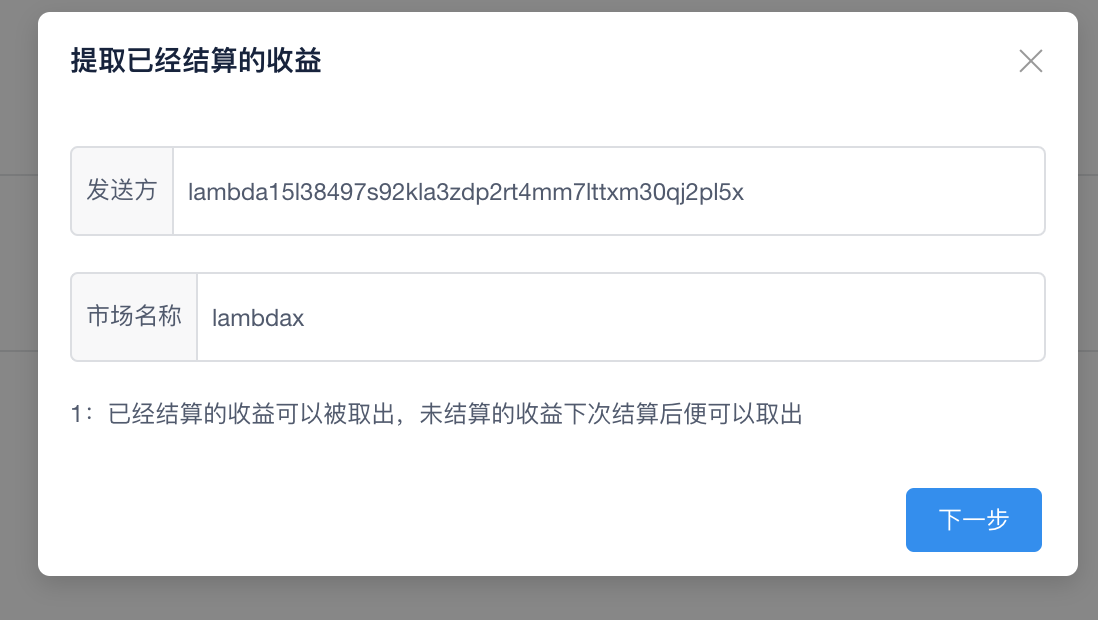 提取已经结算的收益
发送方 lambda15l38497s92kla3zdp2rt4mm7lttxm30qj2pl5x
市场名称 lambdax
1：已经结算的收益可以被取出，未结算的收益下次结算后便可以取出
下一步